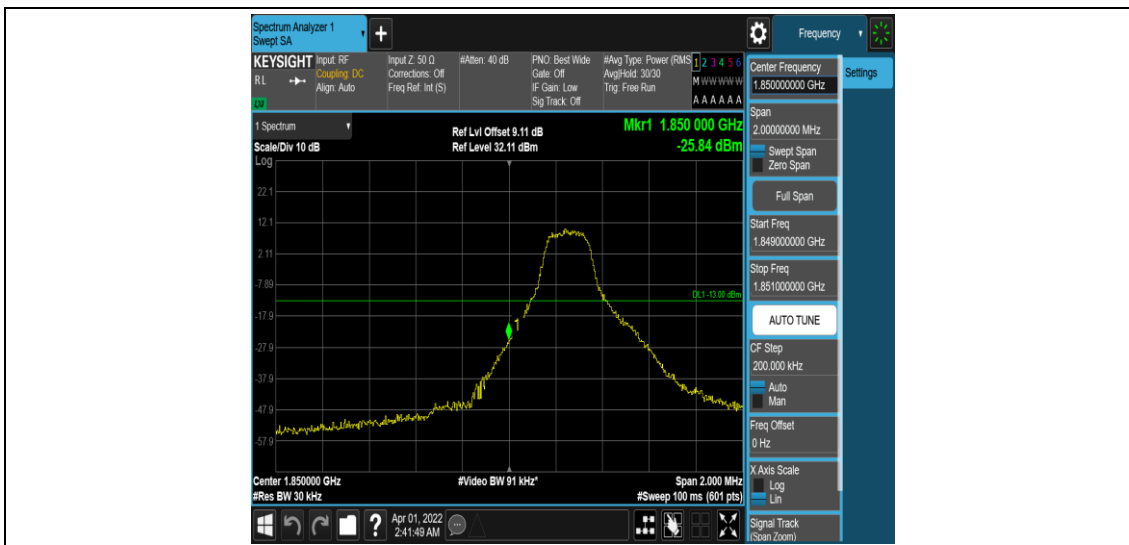 Spectrum Analyzer 1
Swept SA
+
Frequency
KEYSIGHT
R L
Input: RF
Coupling: DC
Align: Auto
Input Z: 50 Ω
Corrections: Off
Freq Ref: Int (S)
#Atten: 40 dB
PNO: Best Wide
Gate: Off
IF Gain: Low
Sig Track: Off
#Avg Type: Power (RMS
Avg|Hold: 30/30
Trig: Free Run
1 2 3 4 5 6
M W W W W W
A A A A A A
1 Spectrum
Scale/Div 10 dB
Ref Lvl Offset 9.11 dB
Ref Level 32.11 dBm
Mkr1 1.850 000 GHz
-25.84 dBm
Log
22.1
12.1
2.11
-7.89
-17.9
-27.9
-37.9
-47.9
-57.9
DL1 -13.00 dBm
1
Center 1.850000 GHz
#Res BW 30 kHz
#Video BW 91 kHz*
Span 2.000 MHz
#Sweep 100 ms (601 pts)
Center Frequency
1.850000000 GHz
Settings
Span
2.00000000 MHz
Swept Span
Zero Span
Full Span
Start Freq
1.849000000 GHz
Stop Freq
1.851000000 GHz
AUTO TUNE
CF Step
200.000 kHz
Auto
Man
Freq Offset
0 Hz
X Axis Scale
Log
Lin
Signal Track
(Span Zoom)
?
Apr 01, 2022
2:41:49 AM